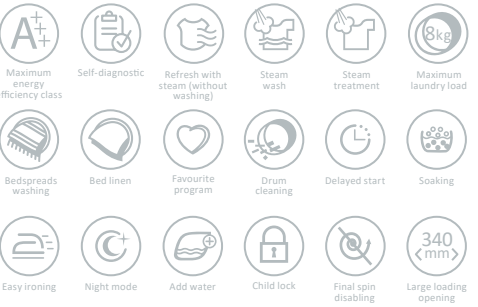 A+++
8kg
Maximum
energy
efficiency class
Self-diagnostic
Refresh with
steam (without
washing)
Steam
wash
Steam
treatment
Maximum
laundry load
Bedspreads
washing
Bed linen
Favourite
program
Drum
cleaning
Delayed start
Soaking
340
mm
Easy ironing
Night mode
Add water
Child lock
Final spin
disabling
Large loading
opening